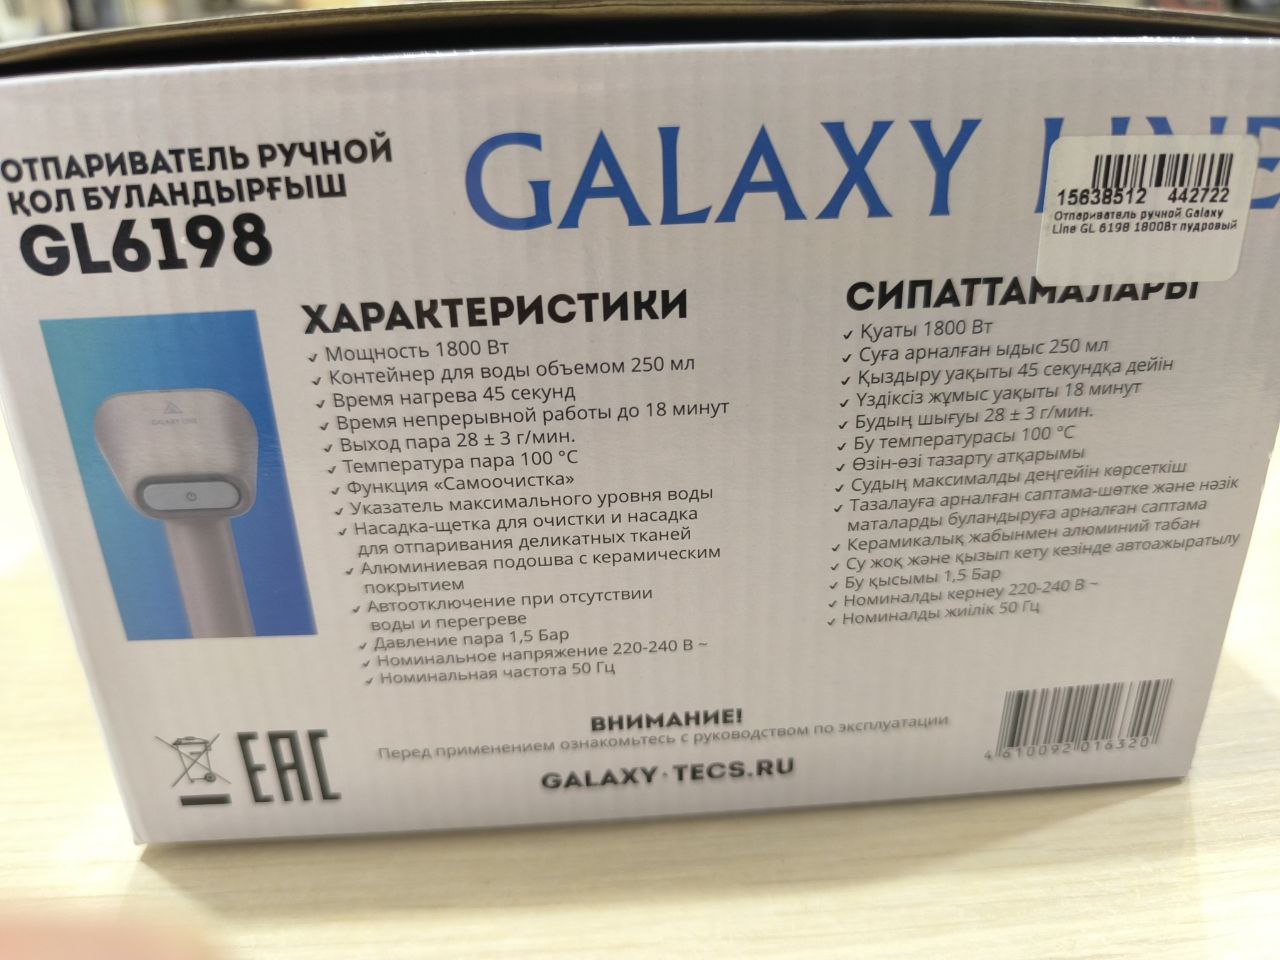 ОТПАРИВАТЕЛЬ РУЧНОЙ
ҚОЛ БУЛАНДЫРҒЫШ
GL6198
GALAXY LINE
15638512 442722
Отпариватель ручной Galaxy
Line GL 6198 1800Вт пудровый
GALAXY LINE
ХАРАКТЕРИСТИКИ
Мощность 1800 Вт
Контейнер для воды объемом 250 мл
Время нагрева 45 секунд
Время непрерывной работы до 18 минут
Выход пара 28 ± 3 г/мин.
Температура пара 100 °C
Функция «Самоочистка»
Указатель максимального уровня воды
Насадка-щетка для очистки и насадка
для отпаривания деликатных тканей
Алюминиевая подошва с керамическим
покрытием
Автоотключение при отсутствии
воды и перегреве
Давление пара 1,5 Бар
Номинальное напряжение 220-240 В ~
Номинальная частота 50 Гц
СИПАТТАМАЛАРЫ
Қуаты 1800 Вт
Суға арналған ыдыс 250 мл
Қыздыру уақыты 45 секундқа дейін
Үздіксіз жұмыс уақыты 18 минут
Будың шығуы 28 ± 3 г/мин.
Бу температурасы 100 °C
Өзін-өзі тазарту атқарымы
Судың максималды деңгейін көрсеткіш
Тазалауға арналған саптама-шөтке және нәзік
маталарды буландыруға арналған саптама
Керамикалық жабынмен алюминий табан
Су жоқ және қызып кету кезінде автоажыратылу
Бу қысымы 1,5 Бар
Номиналды кернеу 220-240 В ~
Номиналды жиілік 50 Гц
EAC
ВНИМАНИЕ!
Перед применением ознакомьтесь с руководством по эксплуатации
GALAXY-TECS.RU
4 610092 016320